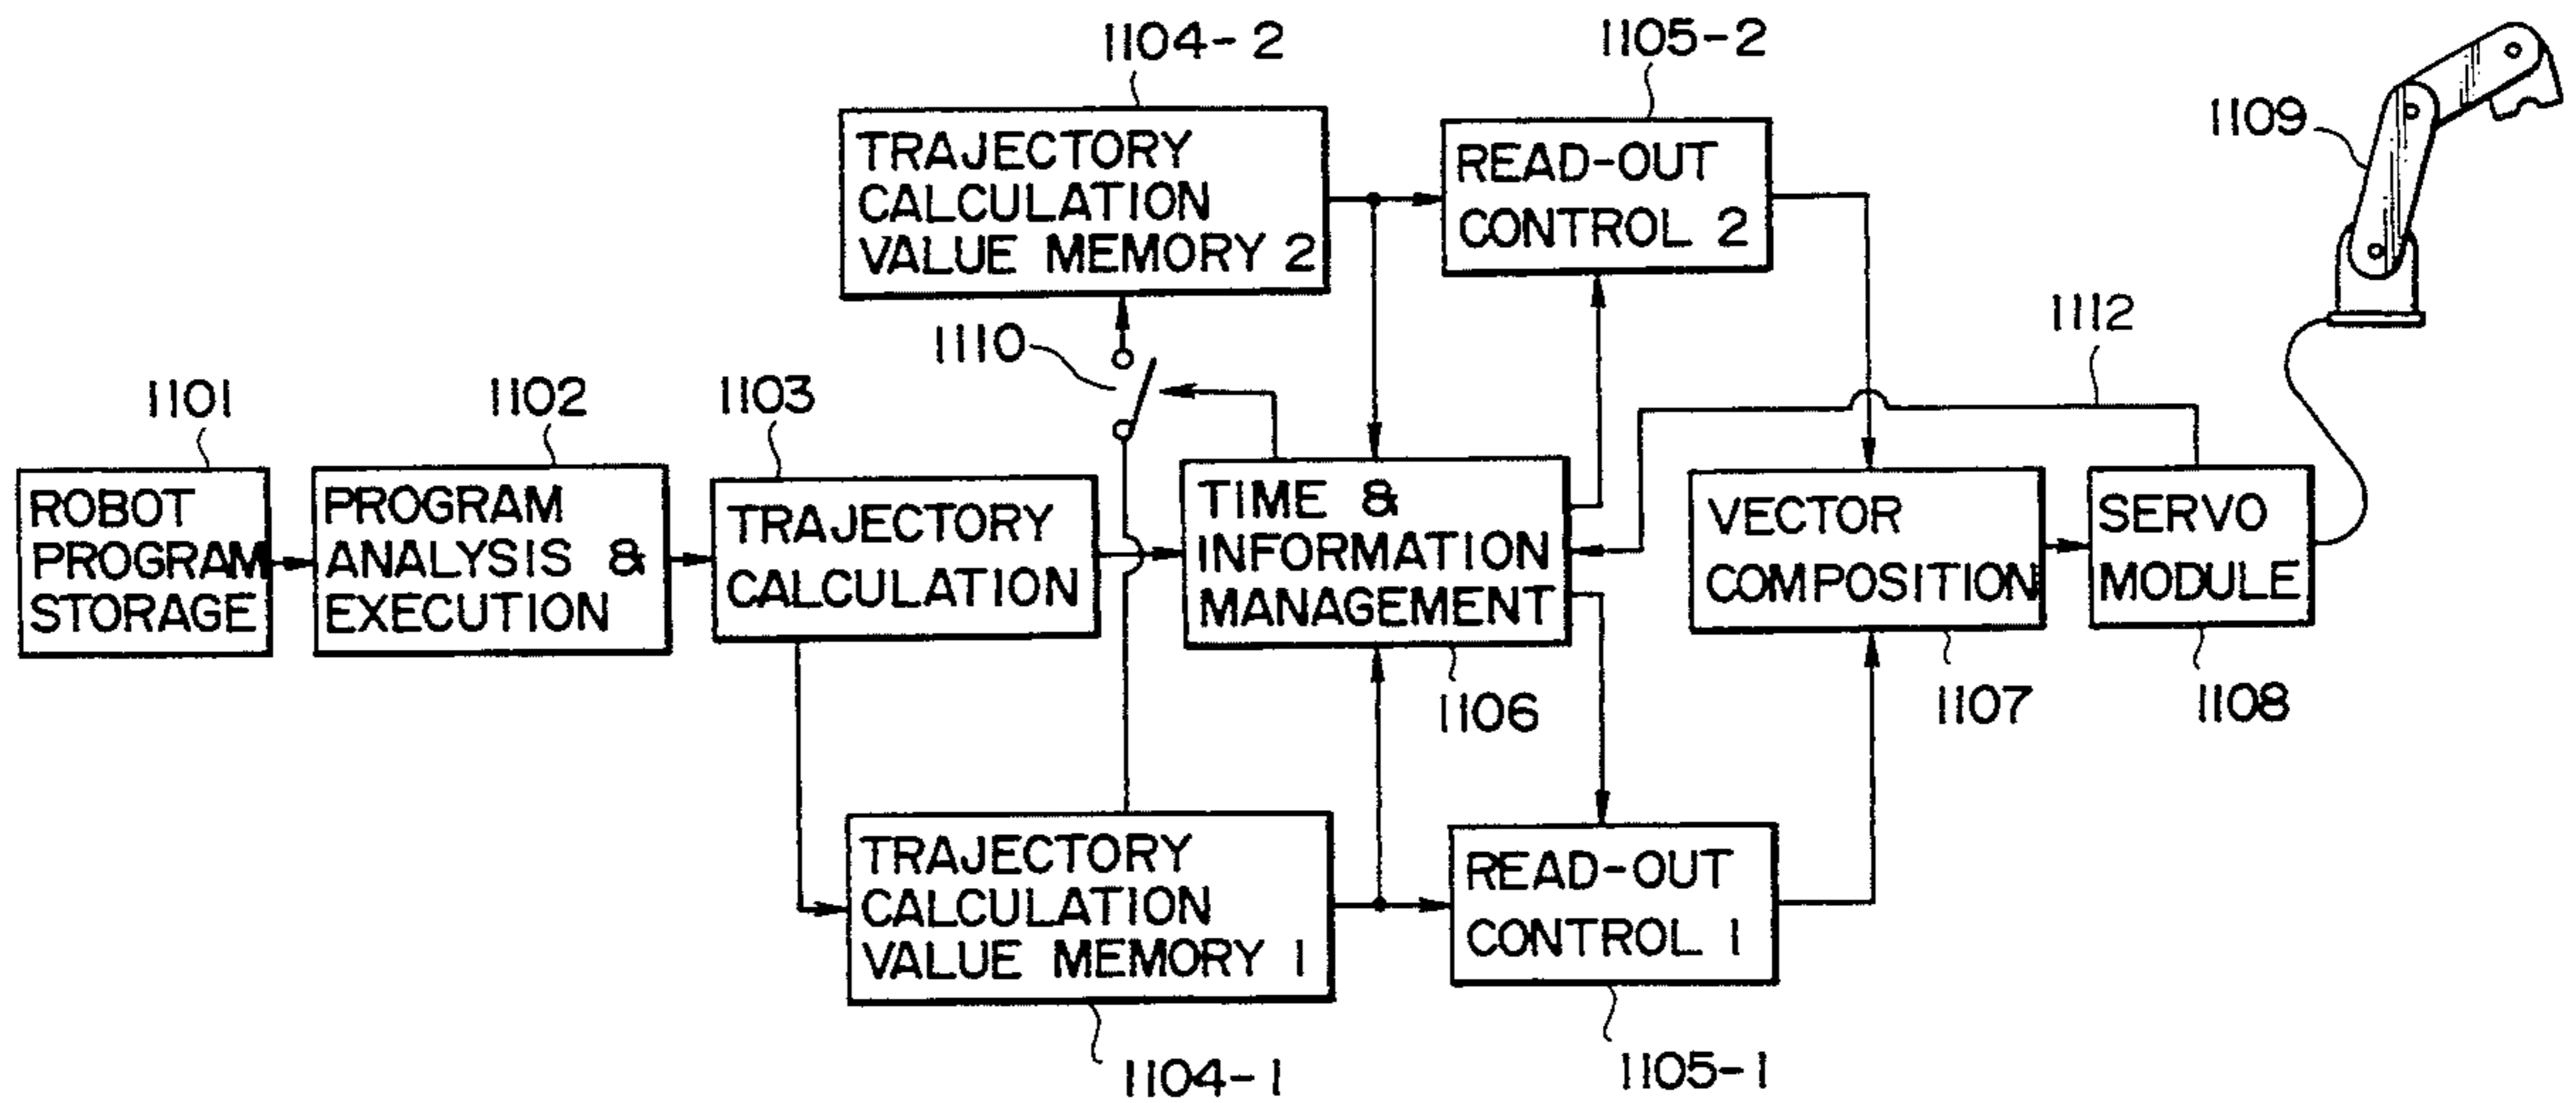 1104-2
1105-2
TRAJECTORY
CALCULATION
VALUE MEMORY 2
READ-OUT
CONTROL 2
1109
1110
1112
1101
1102
1103
ROBOT
PROGRAM
STORAGE
PROGRAM
ANALYSIS &
EXECUTION
TRAJECTORY
CALCULATION
TIME &
INFORMATION
MANAGEMENT
VECTOR
COMPOSITION
SERVO
MODULE
1106
1107
1108
TRAJECTORY
CALCULATION
VALUE MEMORY 1
READ-OUT
CONTROL 1
1104-1
1105-1